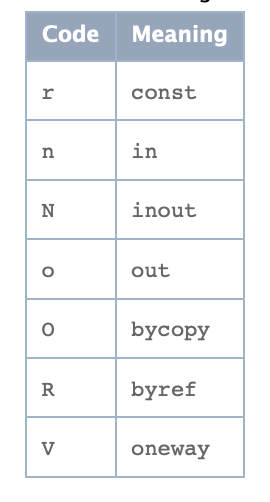 Code Meaning
r const
n in
N inout
o out
O bycopy
R byref
V oneway